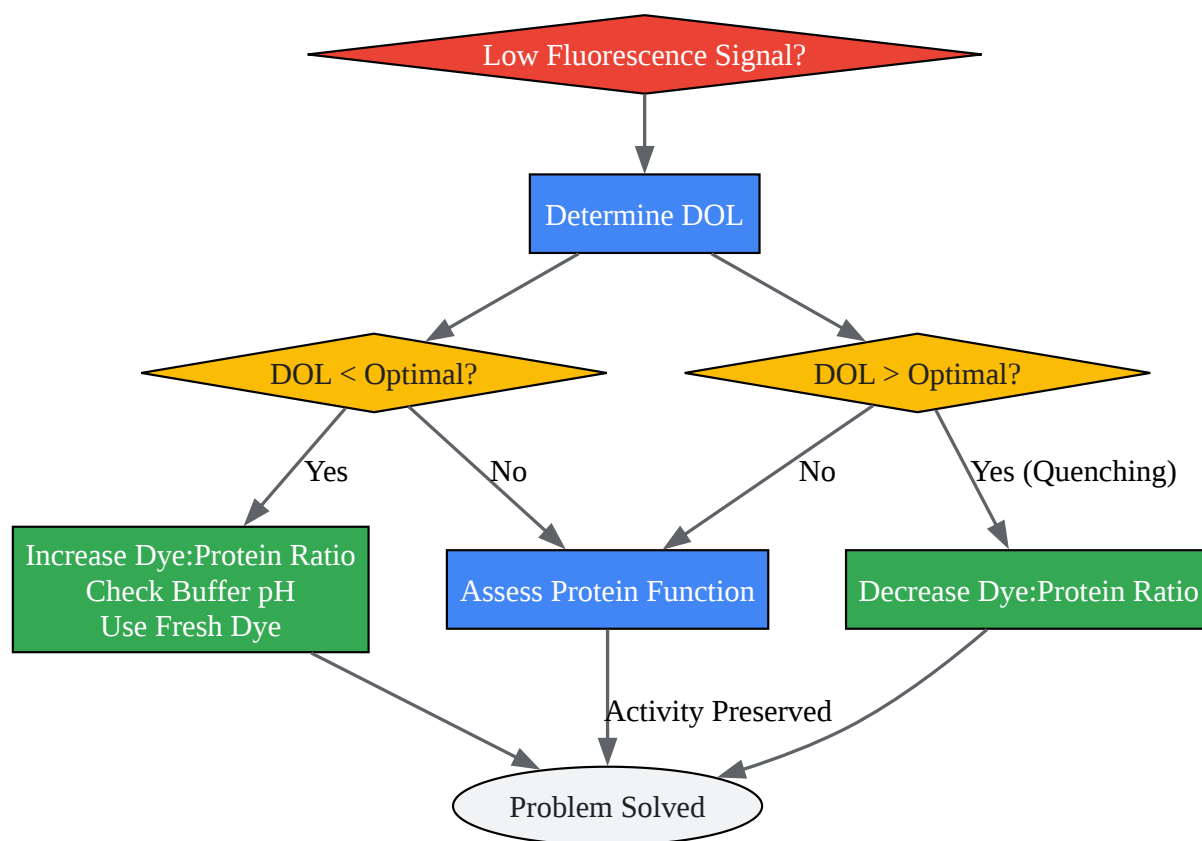 Low Fluorescence Signal?
Determine DOL
DOL < Optimal?
DOL > Optimal?
Yes
No
No
Yes (Quenching)
Increase Dye:Protein Ratio
Check Buffer pH
Use Fresh Dye
Assess Protein Function
Decrease Dye:Protein Ratio
Activity Preserved
Problem Solved